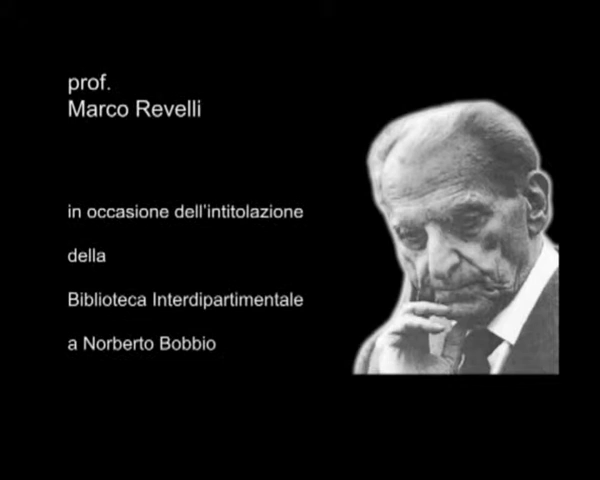 prof.
Marco Revelli
in occasione dell'intitolazione
della
Biblioteca Interdipartimentale
a Norberto Bobbio